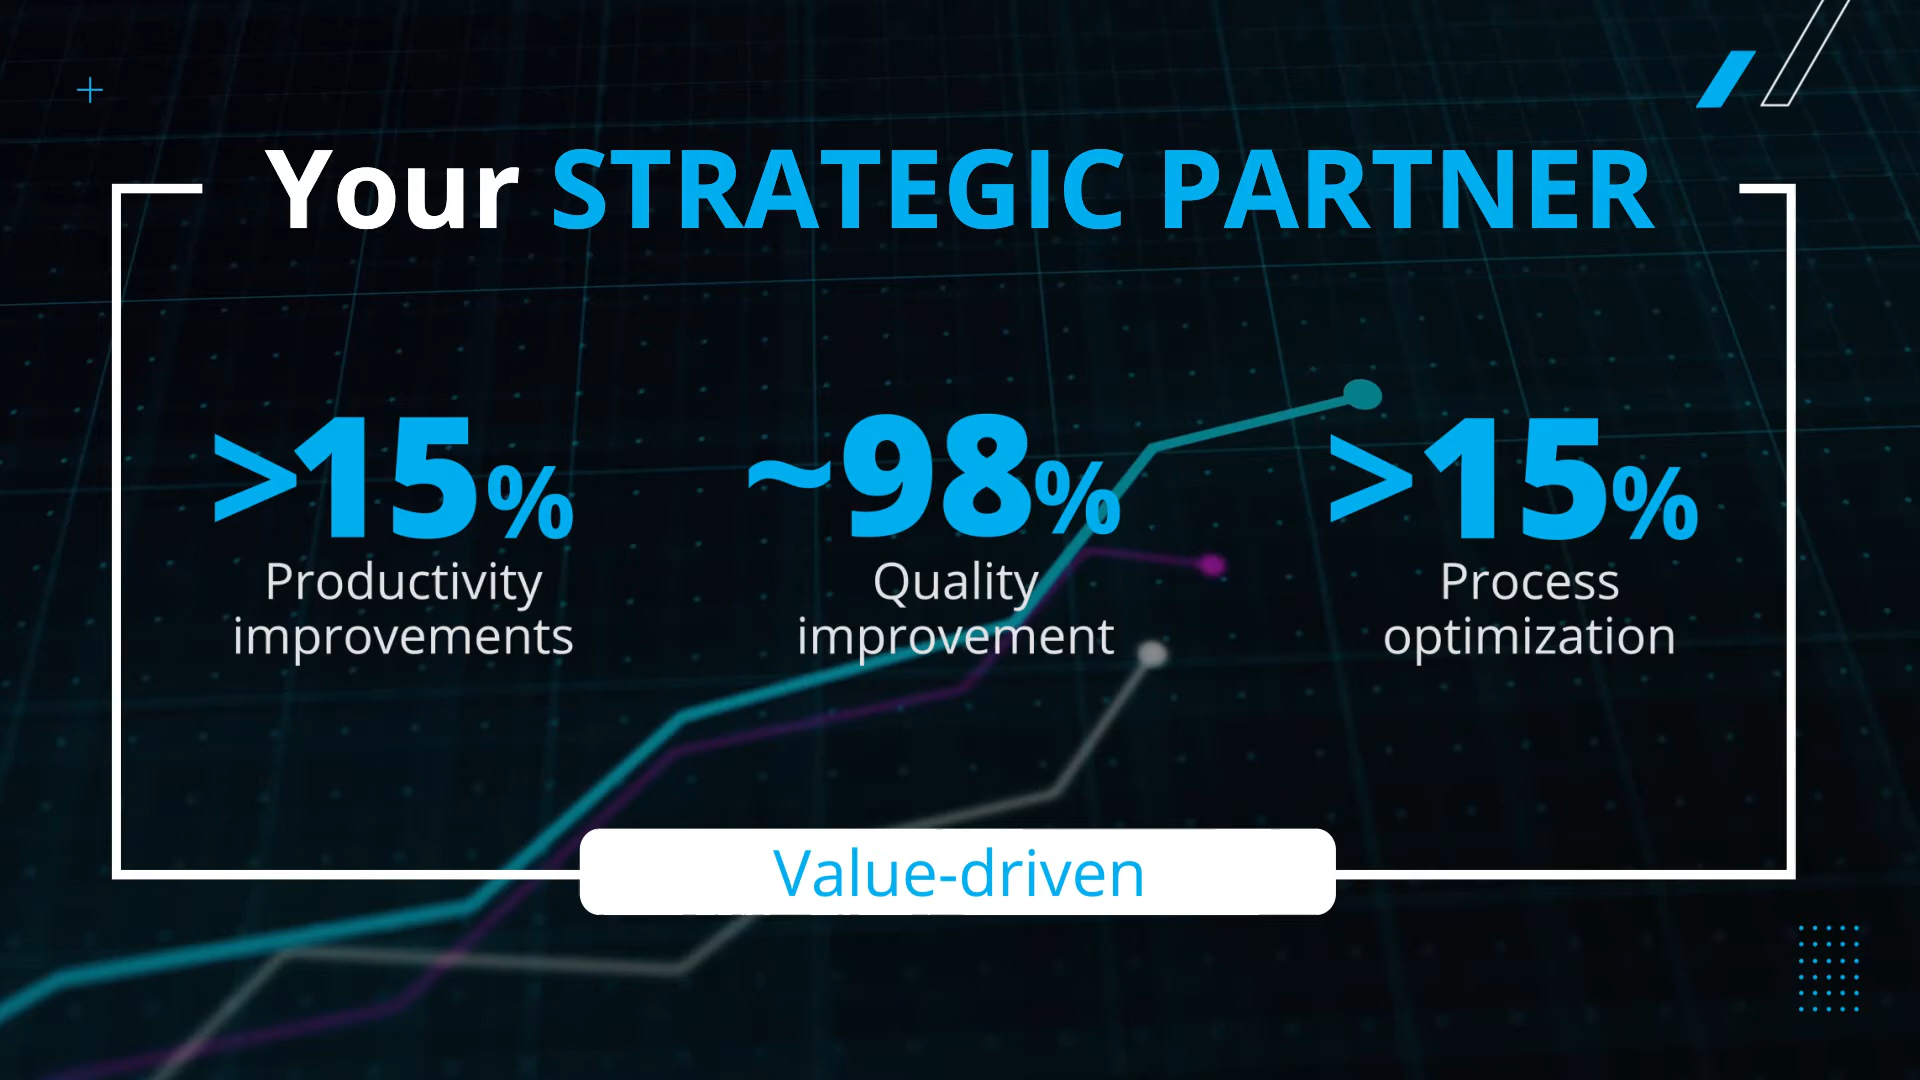 Your STRATEGIC PARTNER
>15%
Productivity
improvements
~98%
Quality
improvement
>15%
Process
optimization
Value-driven